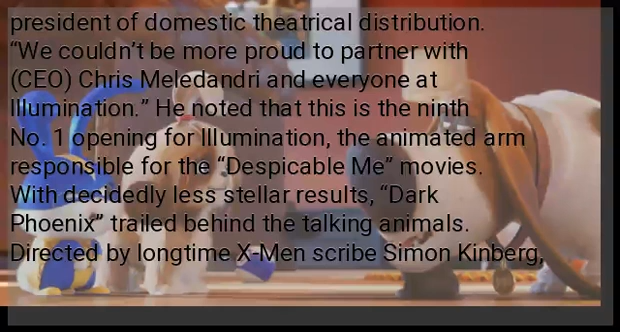 president of domestic theatrical distribution.
“We couldn’t be more proud to partner with
(CEO) Chris Meledandri and everyone at
Illumination.” He noted that this is the ninth
No. 1 opening for Illumination, the animated arm
responsible for the “Despicable Me” movies.
With decidedly less stellar results, “Dark
Phoenix” trailed behind the talking animals.
Directed by longtime X-Men scribe Simon Kinberg,